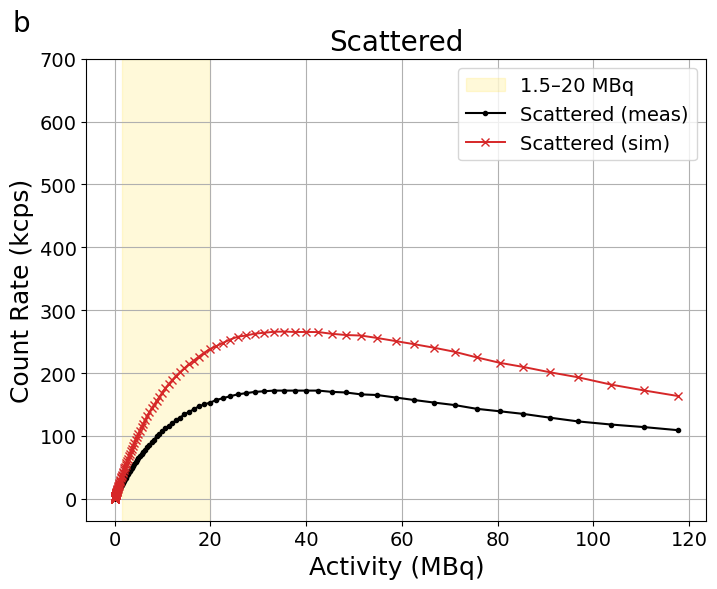 b
Scattered
700
600
500
400
300
200
100
0
Count Rate (kcps)
1.5–20 MBq
Scattered (meas)
Scattered (sim)
0 20 40 60 80 100 120
Activity (MBq)